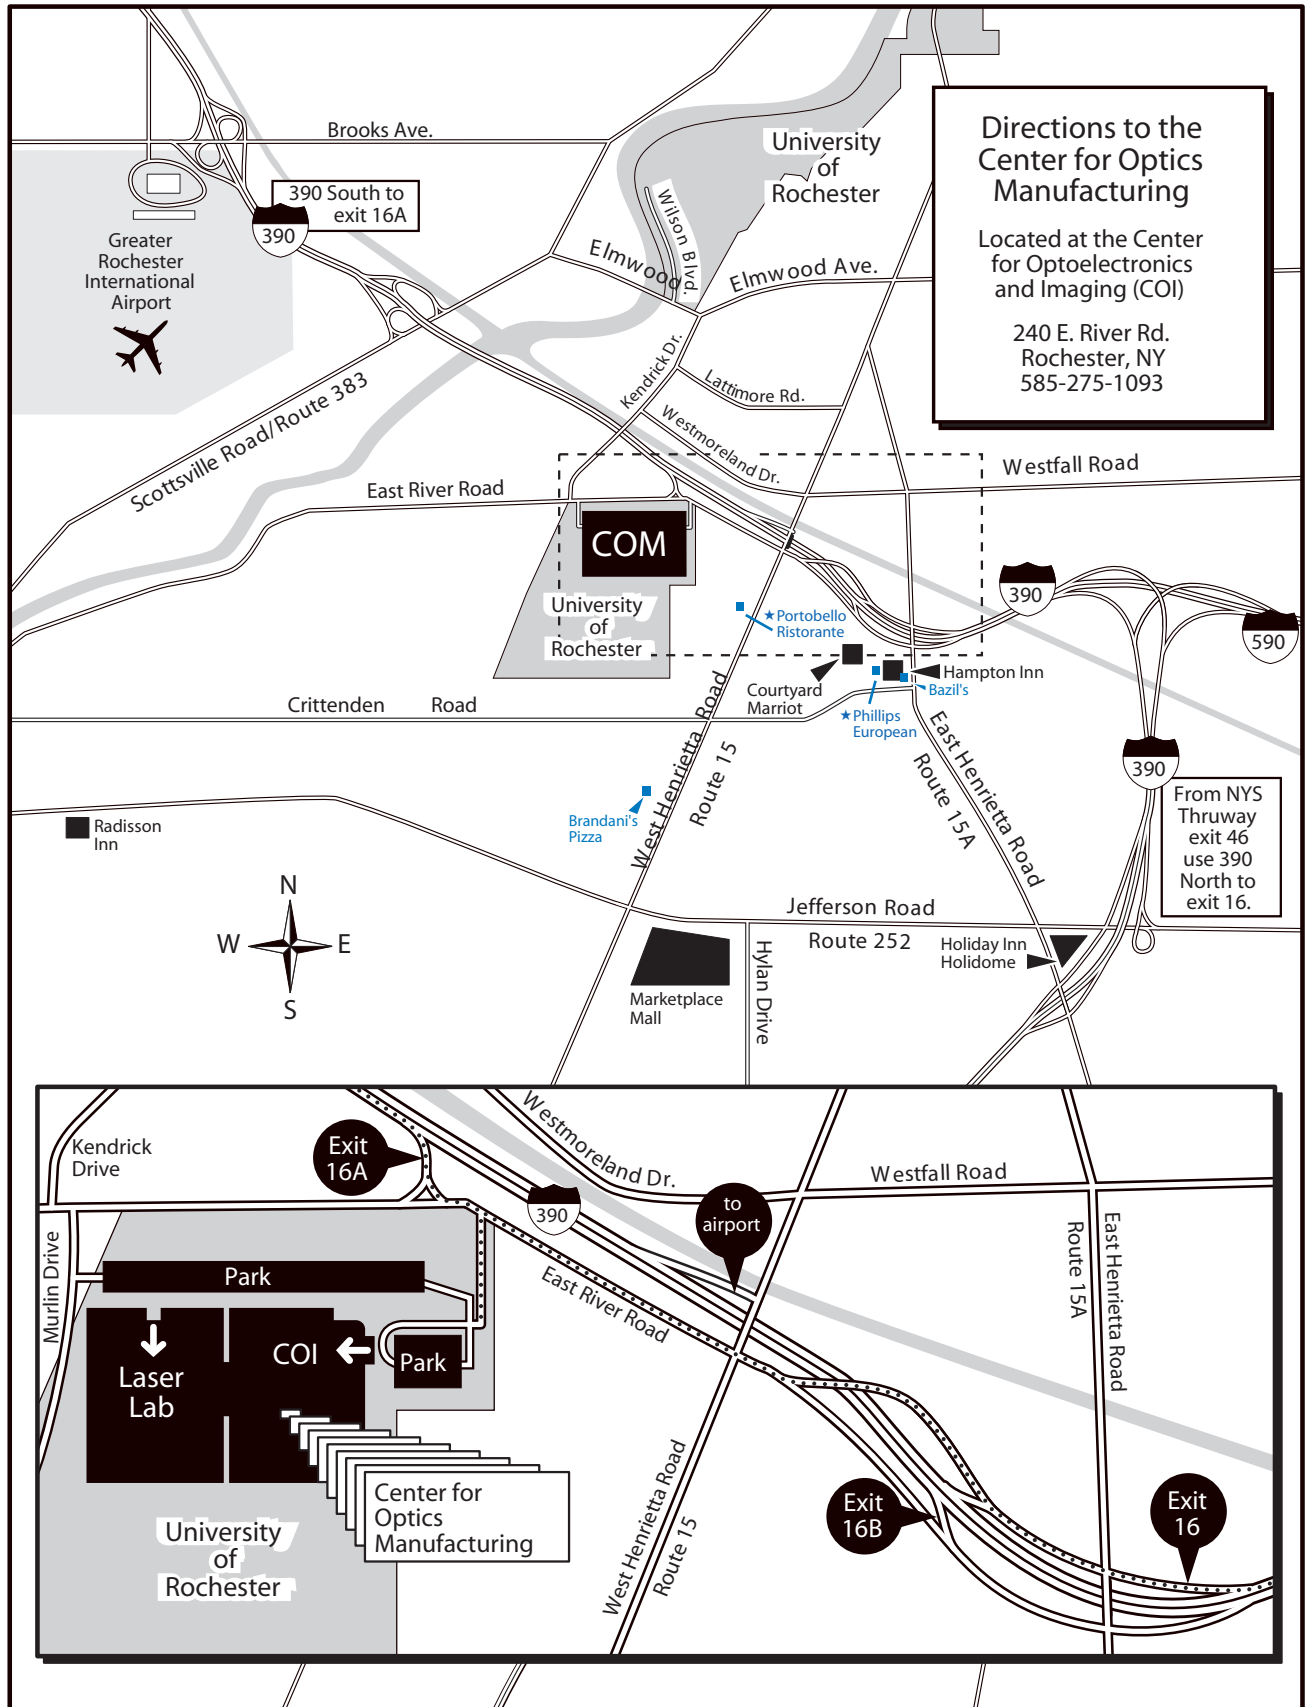 Brooks Ave.
University
of
Rochester
Directions to the
Center for Optics
Manufacturing
Located at the Center
for Optoelectronics
and Imaging (COI)
240 E. River Rd.
Rochester, NY
585-275-1093
390 South to
exit 16A
390
Greater
Rochester
International
Airport
Wilson Blvd.
Elmwood
Elmwood Ave.
Kendrick Dr.
Lattimore Rd.
Scottsville Road/Route 383
Westmoreland Dr.
Westfall Road
East River Road
COM
University
of
Rochester
390
590
★Portobello
Ristorante
Courtyard
Marriot
Hampton Inn
Bazil's
★Phillips
European
Crittenden Road
West Henrietta Road
Route 15
East Henrietta Road
Route 15A
390
From NYS
Thruway
exit 46
use 390
North to
exit 16.
Brandani's
Pizza
Radisson
Inn
N
W E
S
Jefferson Road
Route 252
Holiday Inn
Holidome
Hylan Drive
Marketplace
Mall
Kendrick
Drive
Exit
16A
Westmoreland Dr.
Westfall Road
390
to
airport
Murlin Drive
Park
East River Road
Route 15A
East Henrietta Road
COI
Park
Laser
Lab
Center for
Optics
Manufacturing
West Henrietta Road
Route 15
Exit
16B
Exit
16
University
of
Rochester